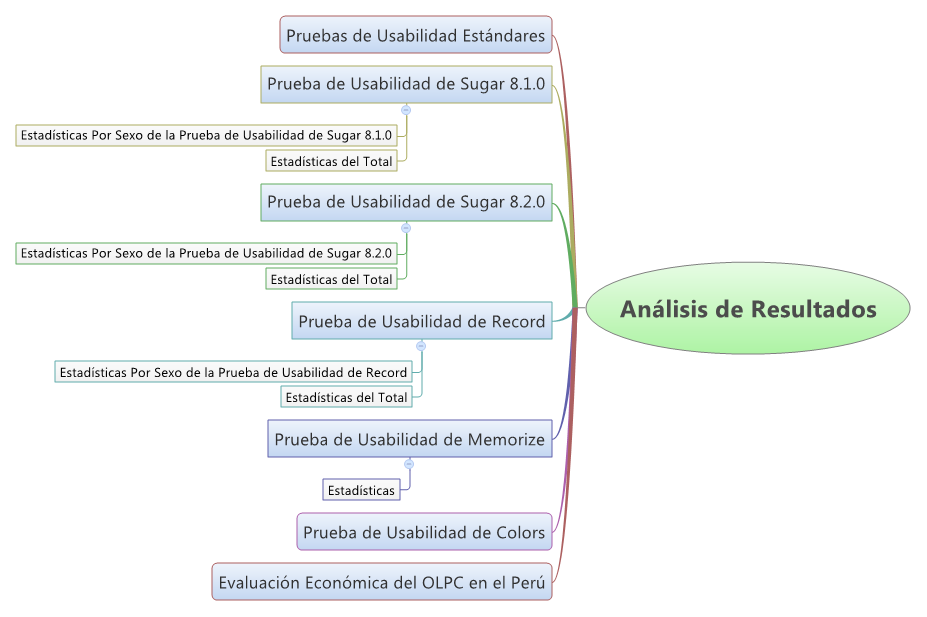 Pruebas de Usabilidad Estándares
Prueba de Usabilidad de Sugar 8.1.0
Estadísticas Por Sexo de la Prueba de Usabilidad de Sugar 8.1.0
Estadísticas del Total
Prueba de Usabilidad de Sugar 8.2.0
Estadísticas Por Sexo de la Prueba de Usabilidad de Sugar 8.2.0
Estadísticas del Total
Prueba de Usabilidad de Record
Estadísticas Por Sexo de la Prueba de Usabilidad de Record
Estadísticas del Total
Prueba de Usabilidad de Memorize
Estadísticas
Prueba de Usabilidad de Colors
Evaluación Económica del OLPC en el Perú
Análisis de Resultados